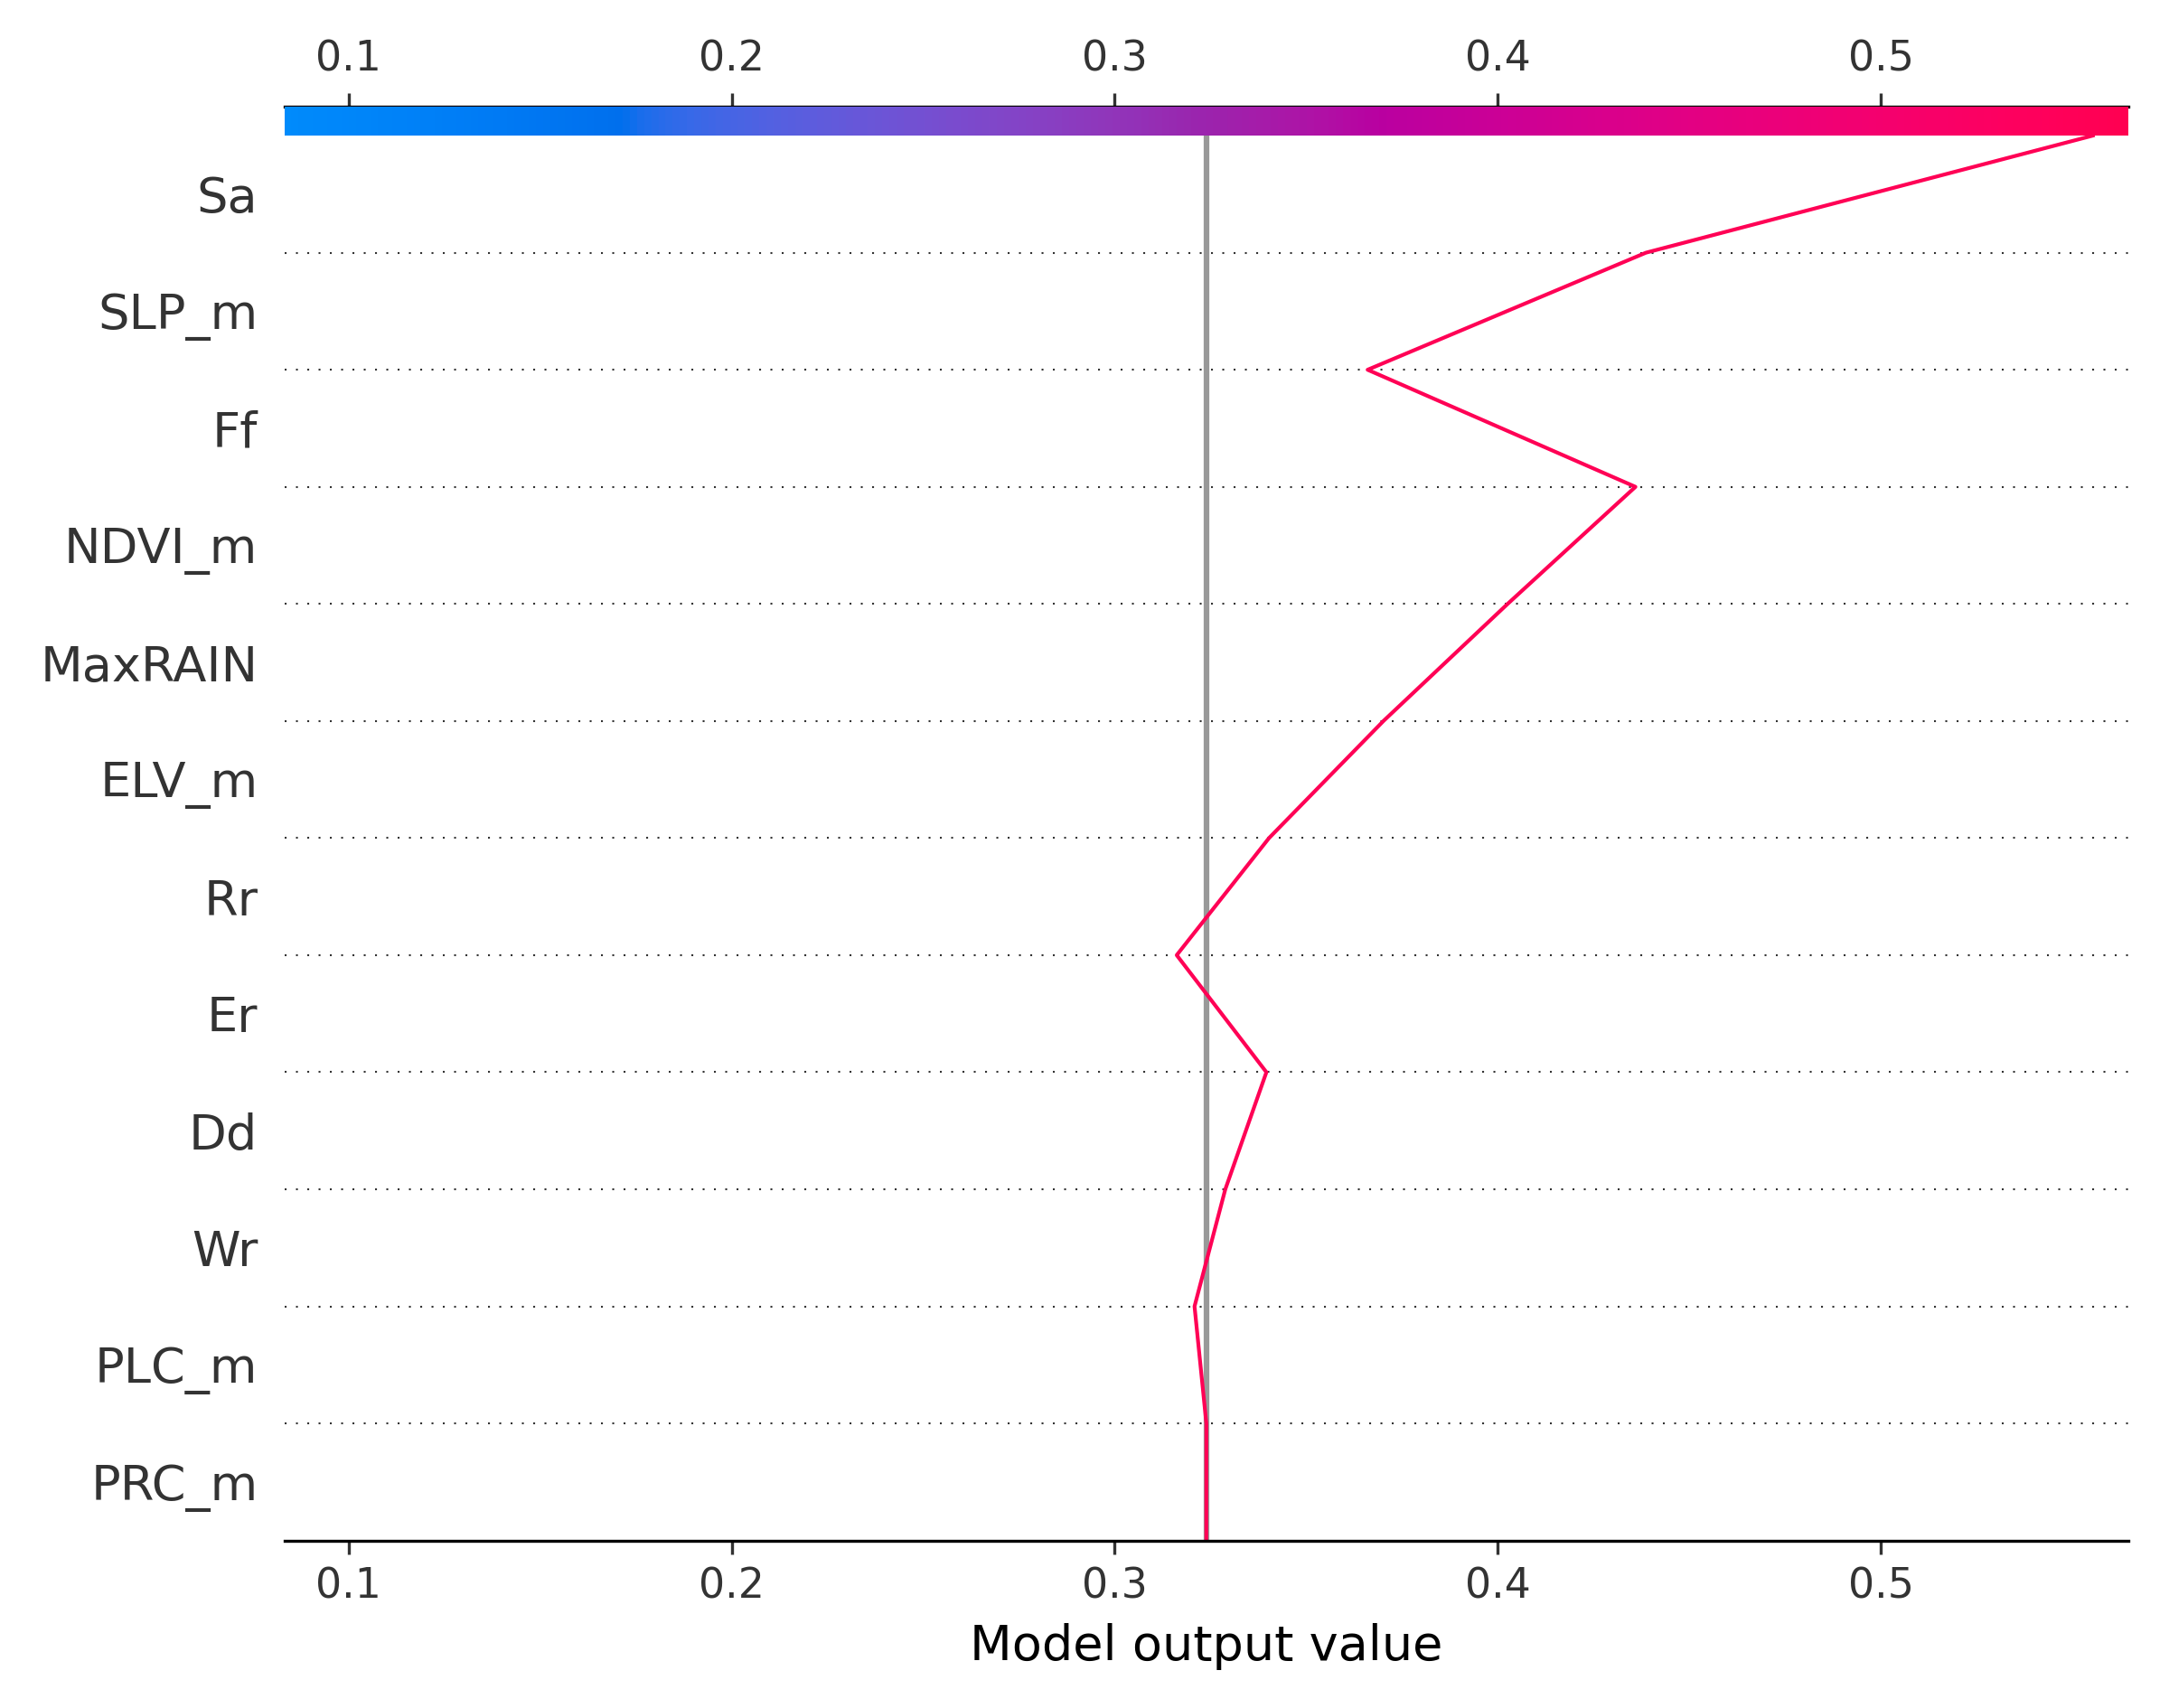 0.1 0.2 0.3 0.4 0.5
Sa
SLP_m
Ff
NDVI_m
MaxRAIN
ELV_m
Rr
Er
Dd
Wr
PLC_m
PRC_m
0.1 0.2 0.3 0.4 0.5
Model output value